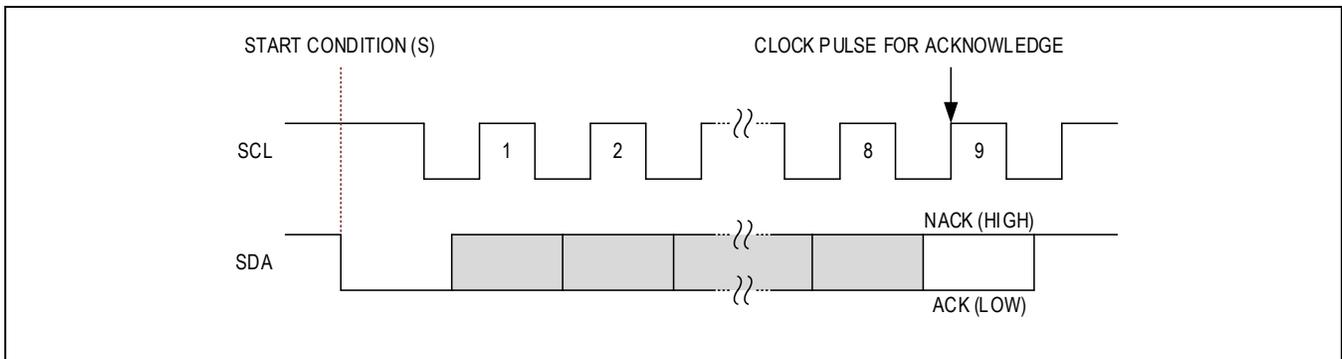 START CONDITION (S)
CLOCK PULSE FOR ACKNOWLEDGE
SCL
1
2
8
9
NACK (HIGH)
SDA
ACK (LOW)